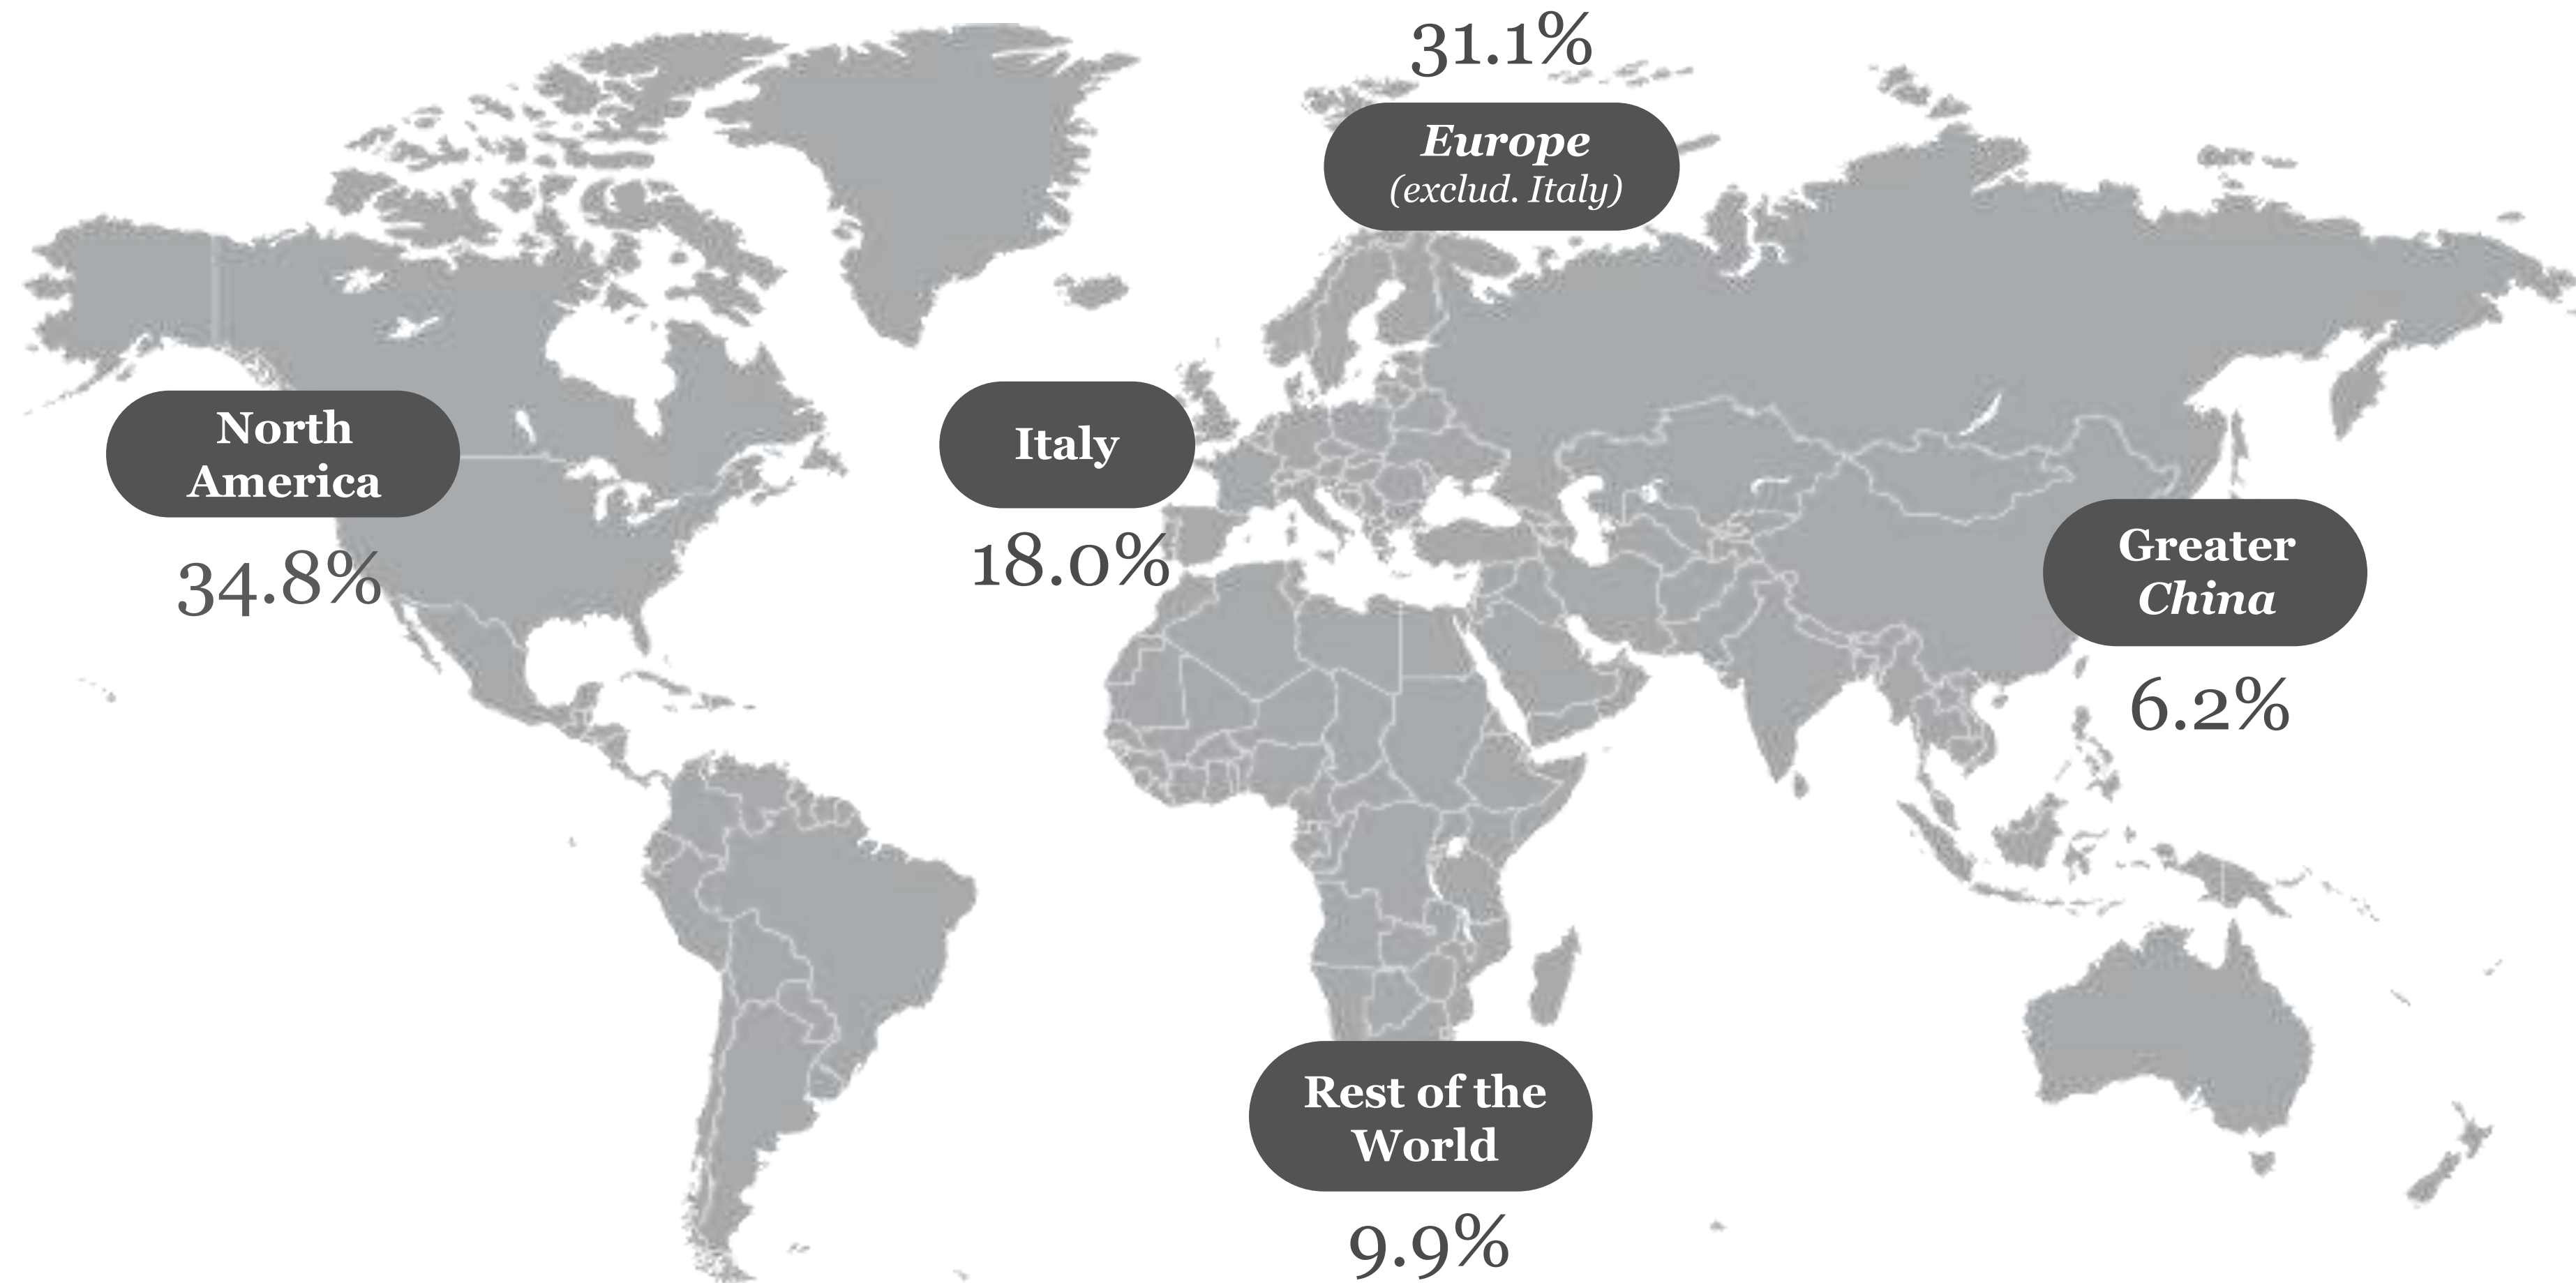 31.1%
Europe
(exclud. Italy)
North
America
34.8%
Italy
18.0%
Greater
China
6.2%
Rest of the
World
9.9%